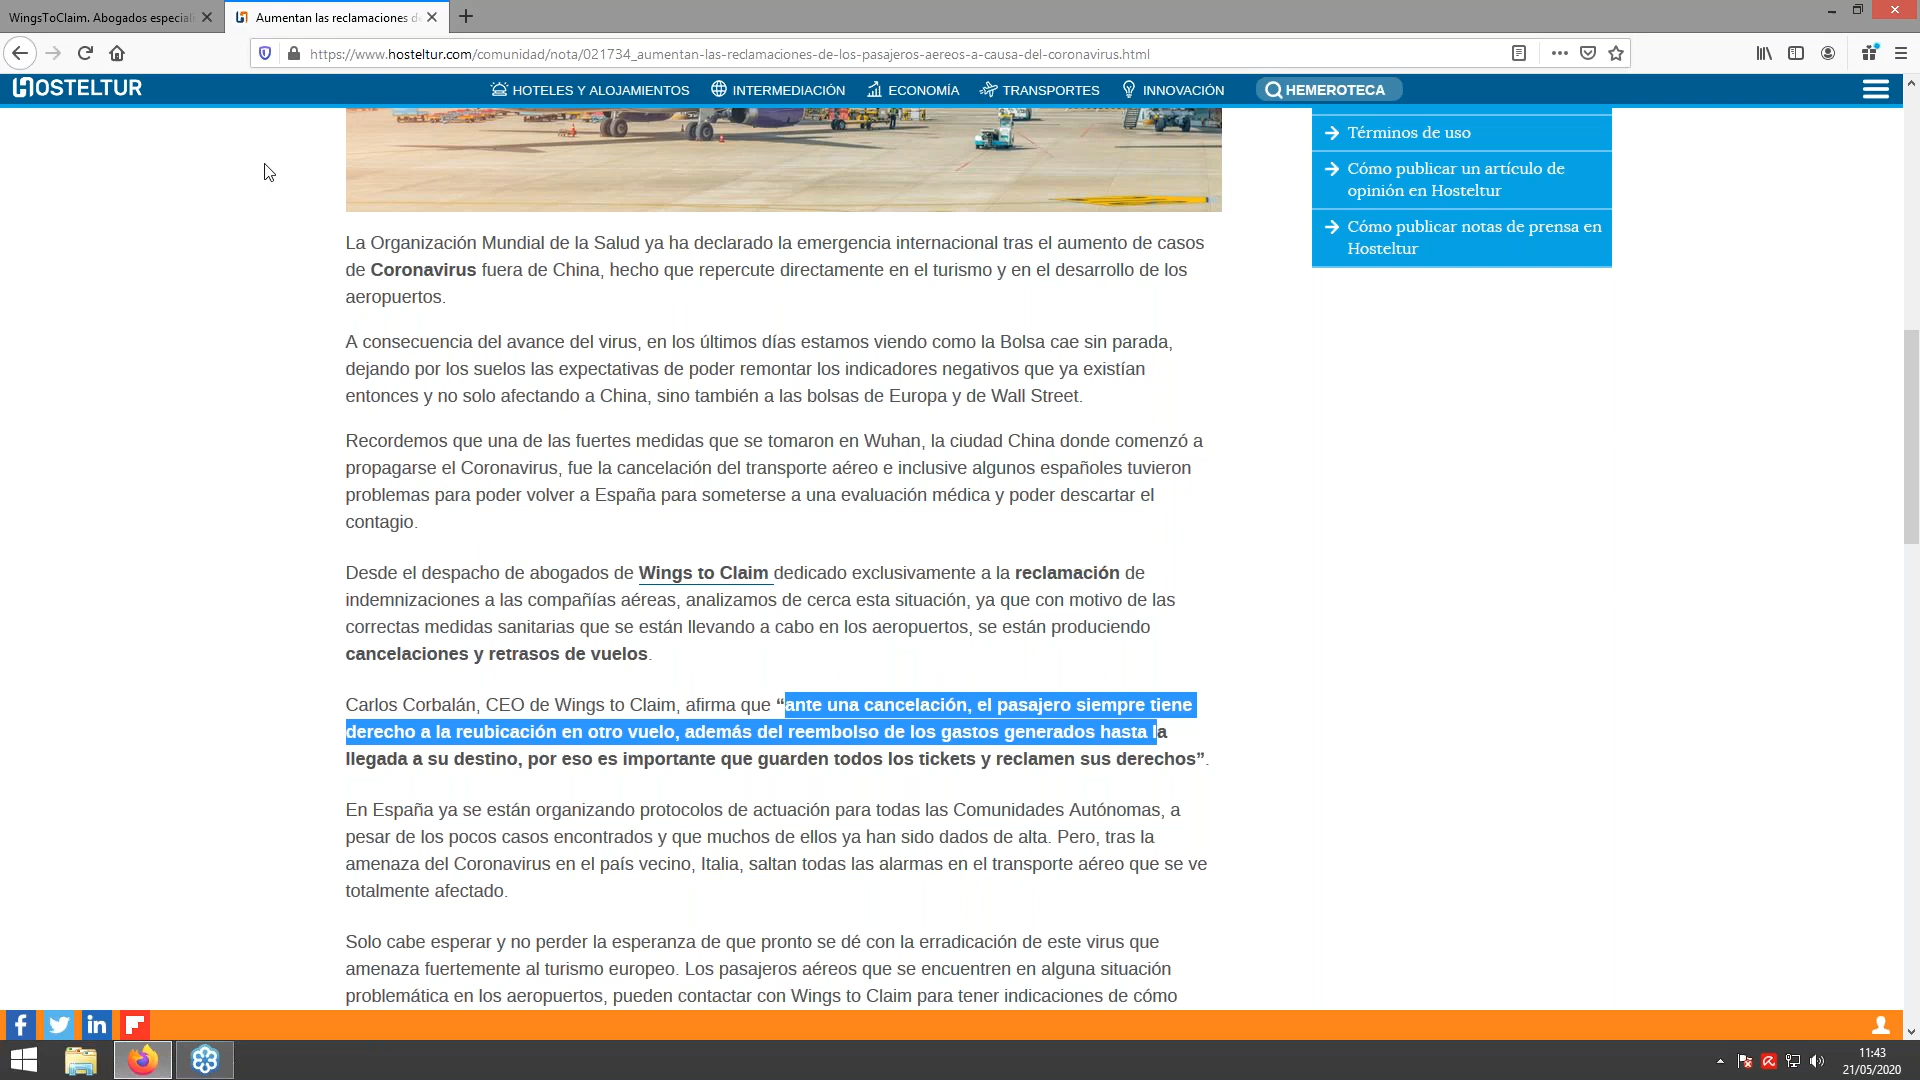 WingsToClaim. Abogados especiali
Aumentan las reclamaciones de
https://www.hosteltur.com/comunidad/nota/021734_aumentan-las-reclamaciones-de-los-pasajeros-aereos-a-causa-del-coronavirus.html
HOSTELTUR
HOTELES Y ALOJAMIENTOS
INTERMEDIACIÓN
ECONOMÍA
TRANSPORTES
INNOVACIÓN
HEMEROTECA
Términos de uso
Cómo publicar un artículo de
opinión en Hosteltur
Cómo publicar notas de prensa en
Hosteltur
La Organización Mundial de la Salud ya ha declarado la emergencia internacional tras el aumento de casos
de Coronavirus fuera de China, hecho que repercute directamente en el turismo y en el desarrollo de los
aeropuertos.
A consecuencia del avance del virus, en los últimos días estamos viendo como la Bolsa cae sin parada,
dejando por los suelos las expectativas de poder remontar los indicadores negativos que ya existían
entonces y no solo afectando a China, sino también a las bolsas de Europa y de Wall Street.
Recordemos que una de las fuertes medidas que se tomaron en Wuhan, la ciudad China donde comenzó a
propagarse el Coronavirus, fue la cancelación del transporte aéreo e inclusive algunos españoles tuvieron
problemas para poder volver a España para someterse a una evaluación médica y poder descartar el
contagio.
Desde el despacho de abogados de Wings to Claim dedicado exclusivamente a la reclamación de
indemnizaciones a las compañías aéreas, analizamos de cerca esta situación, ya que con motivo de las
correctas medidas sanitarias que se están llevando a cabo en los aeropuertos, se están produciendo
cancelaciones y retrasos de vuelos.
Carlos Corbalán, CEO de Wings to Claim, afirma que “ante una cancelación, el pasajero siempre tiene
derecho a la reubicación en otro vuelo, además del reembolso de los gastos generados hasta la
llegada a su destino, por eso es importante que guarden todos los tickets y reclamen sus derechos”.
En España ya se están organizando protocolos de actuación para todas las Comunidades Autónomas, a
pesar de los pocos casos encontrados y que muchos de ellos ya han sido dados de alta. Pero, tras la
amenaza del Coronavirus en el país vecino, Italia, saltan todas las alarmas en el transporte aéreo que se ve
totalmente afectado.
Solo cabe esperar y no perder la esperanza de que pronto se dé con la erradicación de este virus que
amenaza fuertemente al turismo europeo. Los pasajeros aéreos que se encuentren en alguna situación
problemática en los aeropuertos, pueden contactar con Wings to Claim para tener indicaciones de cómo
11:43
21/05/2020